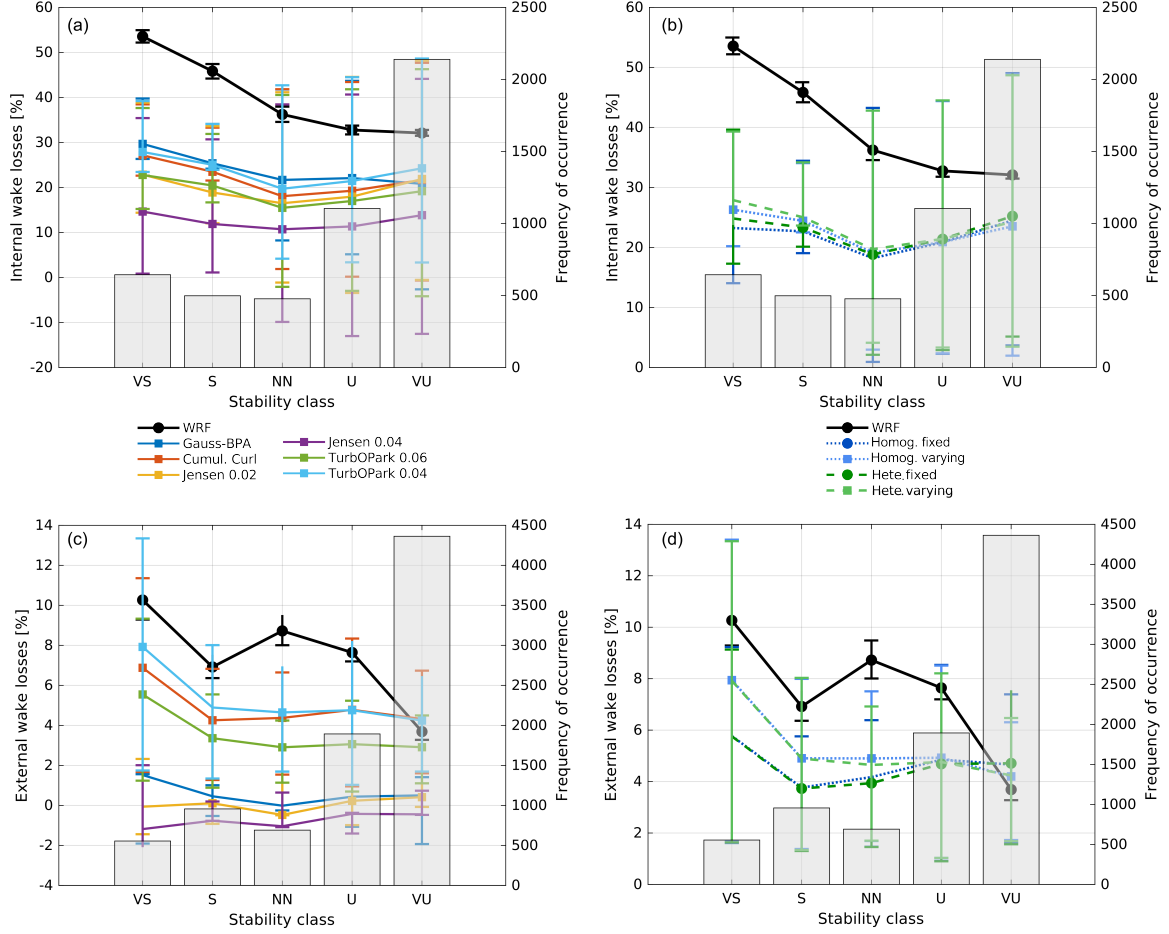 (a)
60
50
40
30
20
10
0
-10
-20
Internal wake losses [%]
2500
2000
1500
1000
500
0
Frequency of occurrence
VS S NN U VU
Stability class
(b)
60
50
40
30
20
10
0
Internal wake losses [%]
2500
2000
1500
1000
500
0
Frequency of occurrence
VS S NN U VU
Stability class
WRF
Gauss-BPA
Cumul. Curl
Jensen 0.02
Jensen 0.04
TurbOPark 0.06
TurbOPark 0.04
WRF
Homog. fixed
Homog. varying
Hete.fixed
Hete.varying
(c)
14
12
10
8
6
4
2
0
-2
-4
External wake losses [%]
4500
4000
3500
3000
2500
2000
1500
1000
500
0
Frequency of occurrence
VS S NN U VU
Stability class
(d)
14
12
10
8
6
4
2
0
External wake losses [%]
4500
4000
3500
3000
2500
2000
1500
1000
500
0
Frequency of occurrence
VS S NN U VU
Stability class